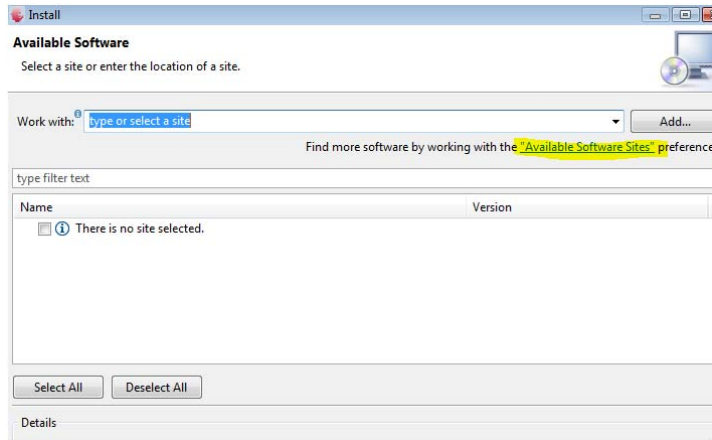 Install
Available Software
Select a site or enter the location of a site.
Work with: type or select a site Add...
Find more software by working with the "Available Software Sites" preference
type filter text
Name Version
There is no site selected.
Select All Deselect All
Details